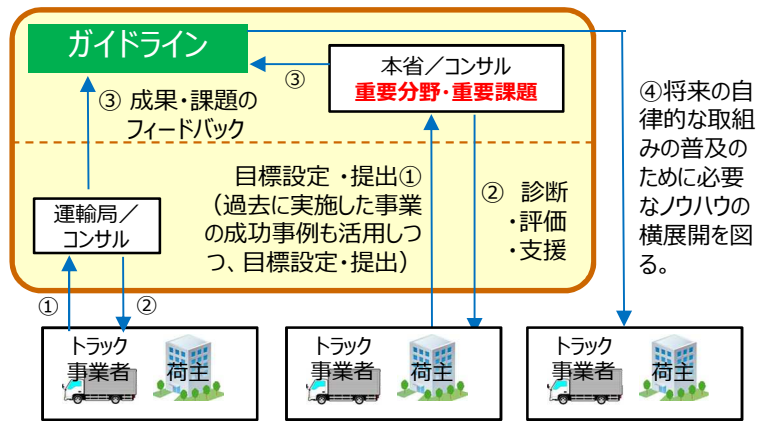 ガイドライン
③
本省／コンサル
重要分野・重要課題
③ 成果・課題の
フィードバック
④将来の自
律的な取組
みの普及の
ために必要
なノウハウの
横展開を図
る。
目標設定 ・提出①
（過去に実施した事業
の成功事例も活用しつ
つ、目標設定・提出）
② 診断
・評価
・支援
運輸局／
コンサル
①
②
トラック
事業者
荷主
トラック
事業者
荷主
トラック
事業者
荷主